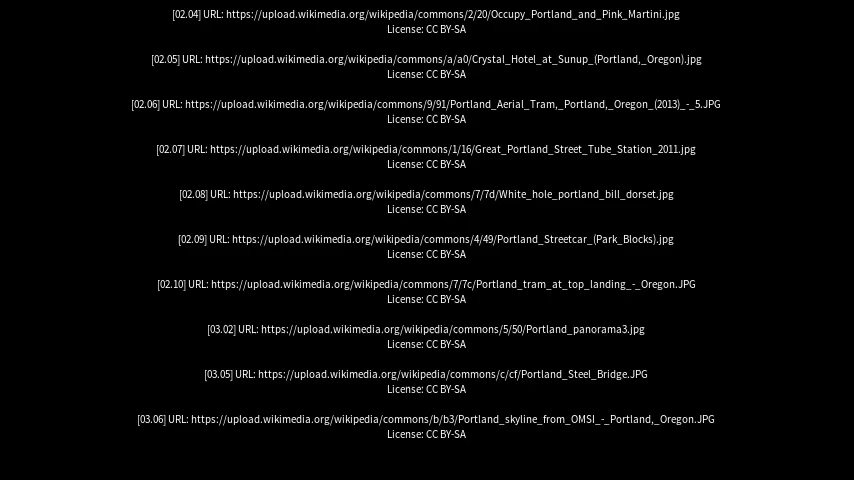 [02.04] URL: https://upload.wikimedia.org/wikipedia/commons/2/20/Occupy_Portland_and_Pink_Martini.jpg
License: CC BY-SA
[02.05] URL: https://upload.wikimedia.org/wikipedia/commons/a/a0/Crystal_Hotel_at_Sunup_(Portland,_Oregon).jpg
License: CC BY-SA
[02.06] URL: https://upload.wikimedia.org/wikipedia/commons/9/91/Portland_Aerial_Tram,_Portland,_Oregon_(2013)_-_5.JPG
License: CC BY-SA
[02.07] URL: https://upload.wikimedia.org/wikipedia/commons/1/16/Great_Portland_Street_Tube_Station_2011.jpg
License: CC BY-SA
[02.08] URL: https://upload.wikimedia.org/wikipedia/commons/7/7d/White_hole_portland_bill_dorset.jpg
License: CC BY-SA
[02.09] URL: https://upload.wikimedia.org/wikipedia/commons/4/49/Portland_Streetcar_(Park_Blocks).jpg
License: CC BY-SA
[02.10] URL: https://upload.wikimedia.org/wikipedia/commons/7/7c/Portland_tram_at_top_landing_-_Oregon.JPG
License: CC BY-SA
[03.02] URL: https://upload.wikimedia.org/wikipedia/commons/5/50/Portland_panorama3.jpg
License: CC BY-SA
[03.05] URL: https://upload.wikimedia.org/wikipedia/commons/c/cf/Portland_Steel_Bridge.JPG
License: CC BY-SA
[03.06] URL: https://upload.wikimedia.org/wikipedia/commons/b/b3/Portland_skyline_from_OMSI_-_Portland,_Oregon.JPG
License: CC BY-SA